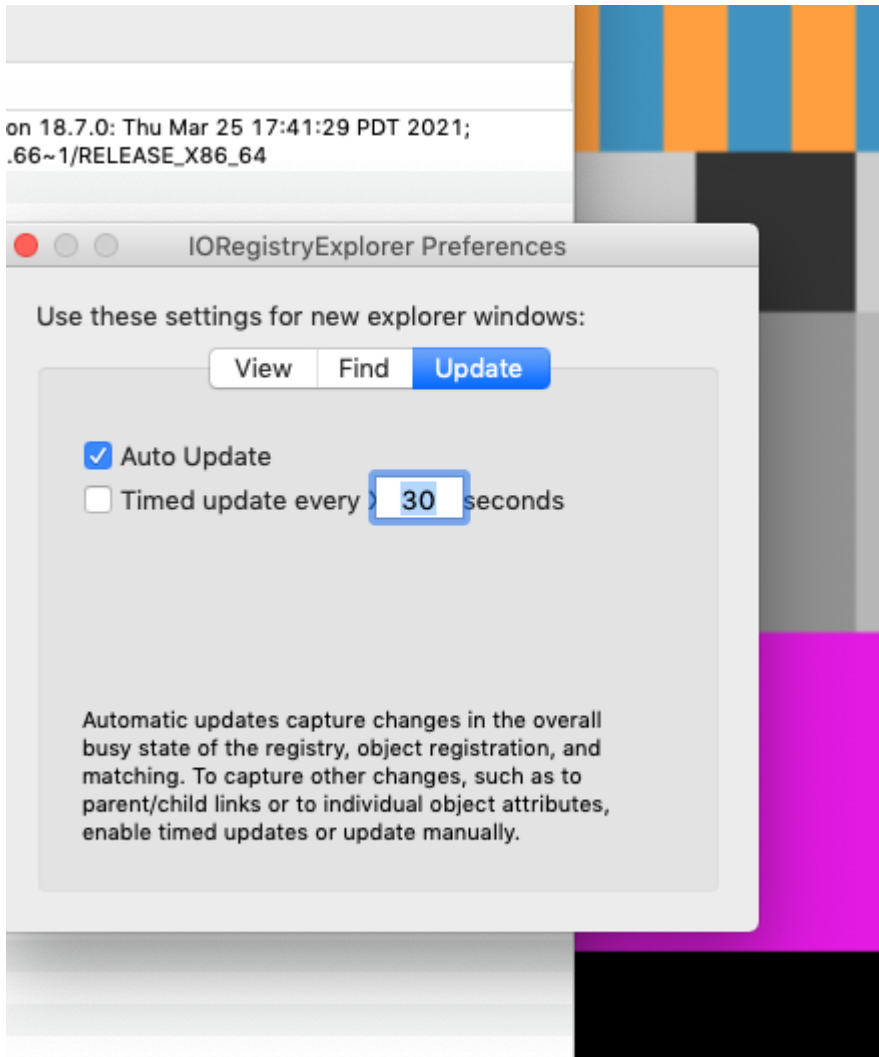 on 18.7.0: Thu Mar 25 17:41:29 PDT 2021;
.66~1/RELEASE_X86_64
IORegistryExplorer Preferences
Use these settings for new explorer windows:
View Find Update
Auto Update
Timed update every 30 seconds
Automatic updates capture changes in the overall
busy state of the registry, object registration, and
matching. To capture other changes, such as to
parent/child links or to individual object attributes,
enable timed updates or update manually.